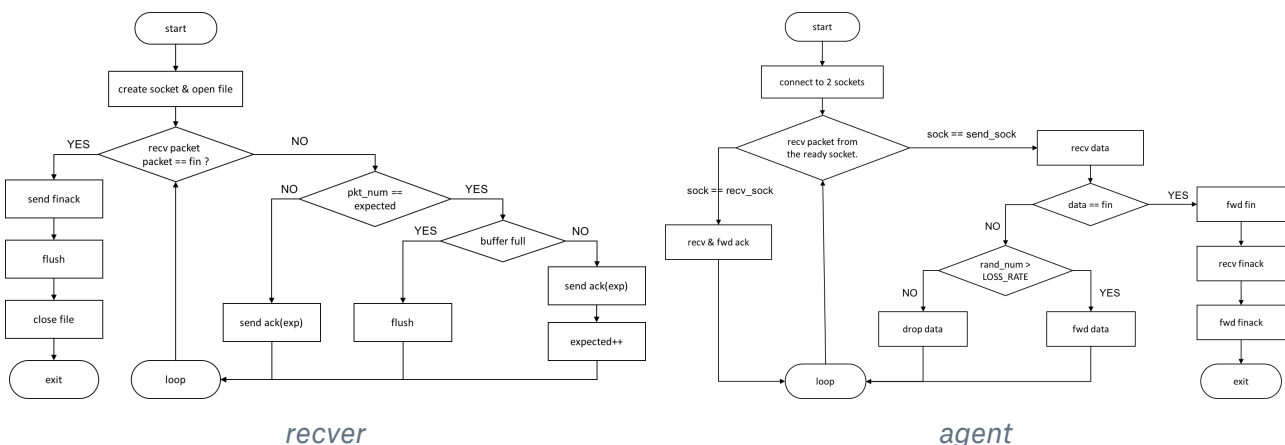 start
create socket & open file
YES
recv packet
packet == fin ?
NO
send finack
flush
close file
exit
NO
pkt_num ==
expected
YES
YES
buffer full
NO
send ack(exp)
flush
send ack(exp)
expected++
loop
recver
start
connect to 2 sockets
recv packet from
the ready socket.
sock == send_sock
recv data
sock == recv_sock
data == fin
YES
fwd fin
recv & fwd ack
NO
rand_num >
LOSS_RATE
recv finack
NO
YES
drop data
fwd data
fwd finack
loop
exit
agent